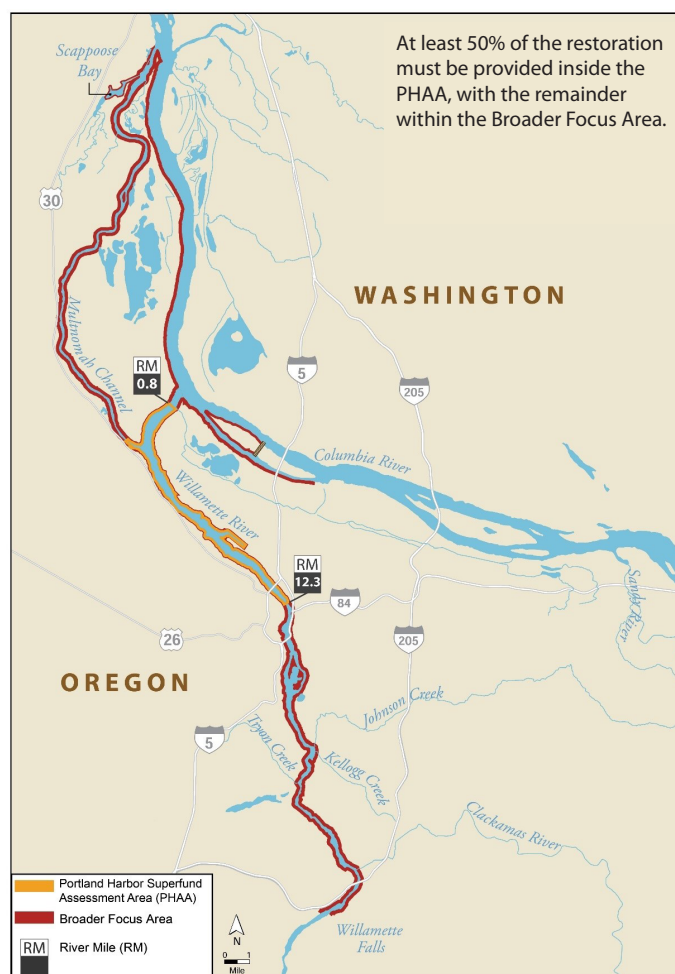 At least 50% of the restoration
must be provided inside the
PHAA, with the remainder
within the Broader Focus Area.
Scappoose
Bay
30
WASHINGTON
Multnomah Channel
RM
0.8
5
205
Columbia River
Willamette River
RM
12.3
84
Sandy River
26
205
OREGON
5
Johnson Creek
Tryon Creek
Kellogg Creek
Clackamas River
Willamette
Falls
Portland Harbor Superfund
Assessment Area (PHAA)
Broader Focus Area
RM
River Mile (RM)
N
0 1
Mile